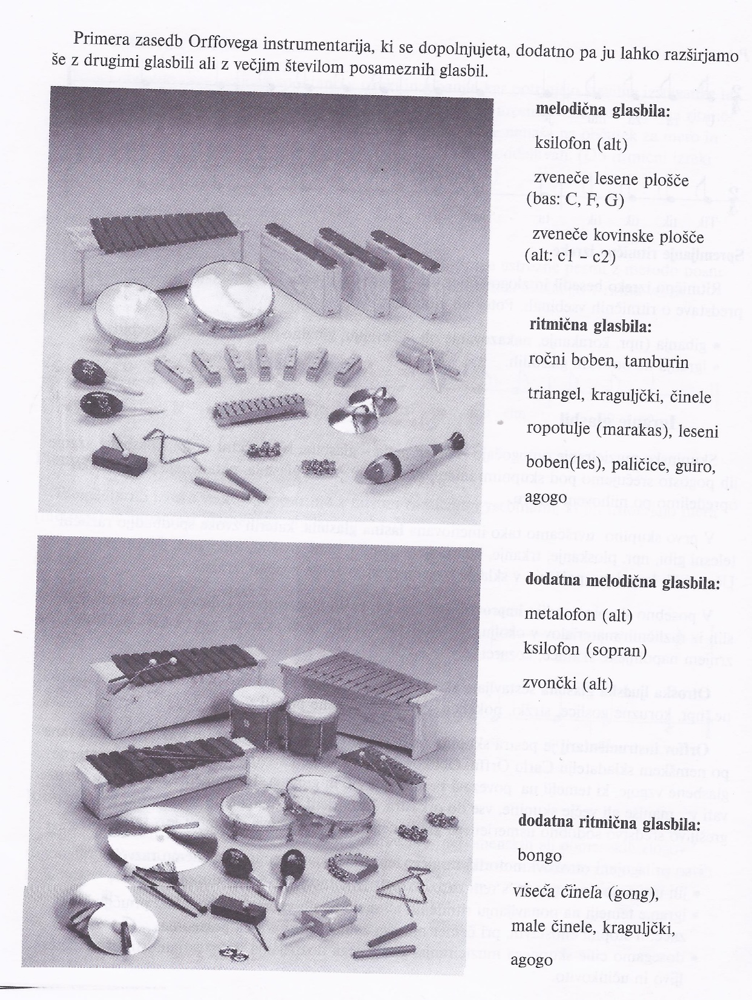 Primera zasedb Orffovega instrumentarija, ki se dopolnjujeta, dodatno pa ju lahko razširjamo
še z drugimi glasbili ali z večjim številom posameznih glasbil.
melodična glasbila:
ksilofon (alt)
zveneče lesene plošče
(bas: C, F, G)
zveneče kovinske plošče
(alt: c1 - c2)
ritmična glasbila:
ročni boben, tamburin
triangel, kraguljčki, činele
ropotulje (marakas), leseni
boben(les), paličice, guiro,
agogo
dodatna melodična glasbila:
metalofon (alt)
ksilofon (sopran)
zvončki (alt)
dodatna ritmična glasbila:
bongo
viseča činela (gong),
male činele, kraguljčki,
agogo